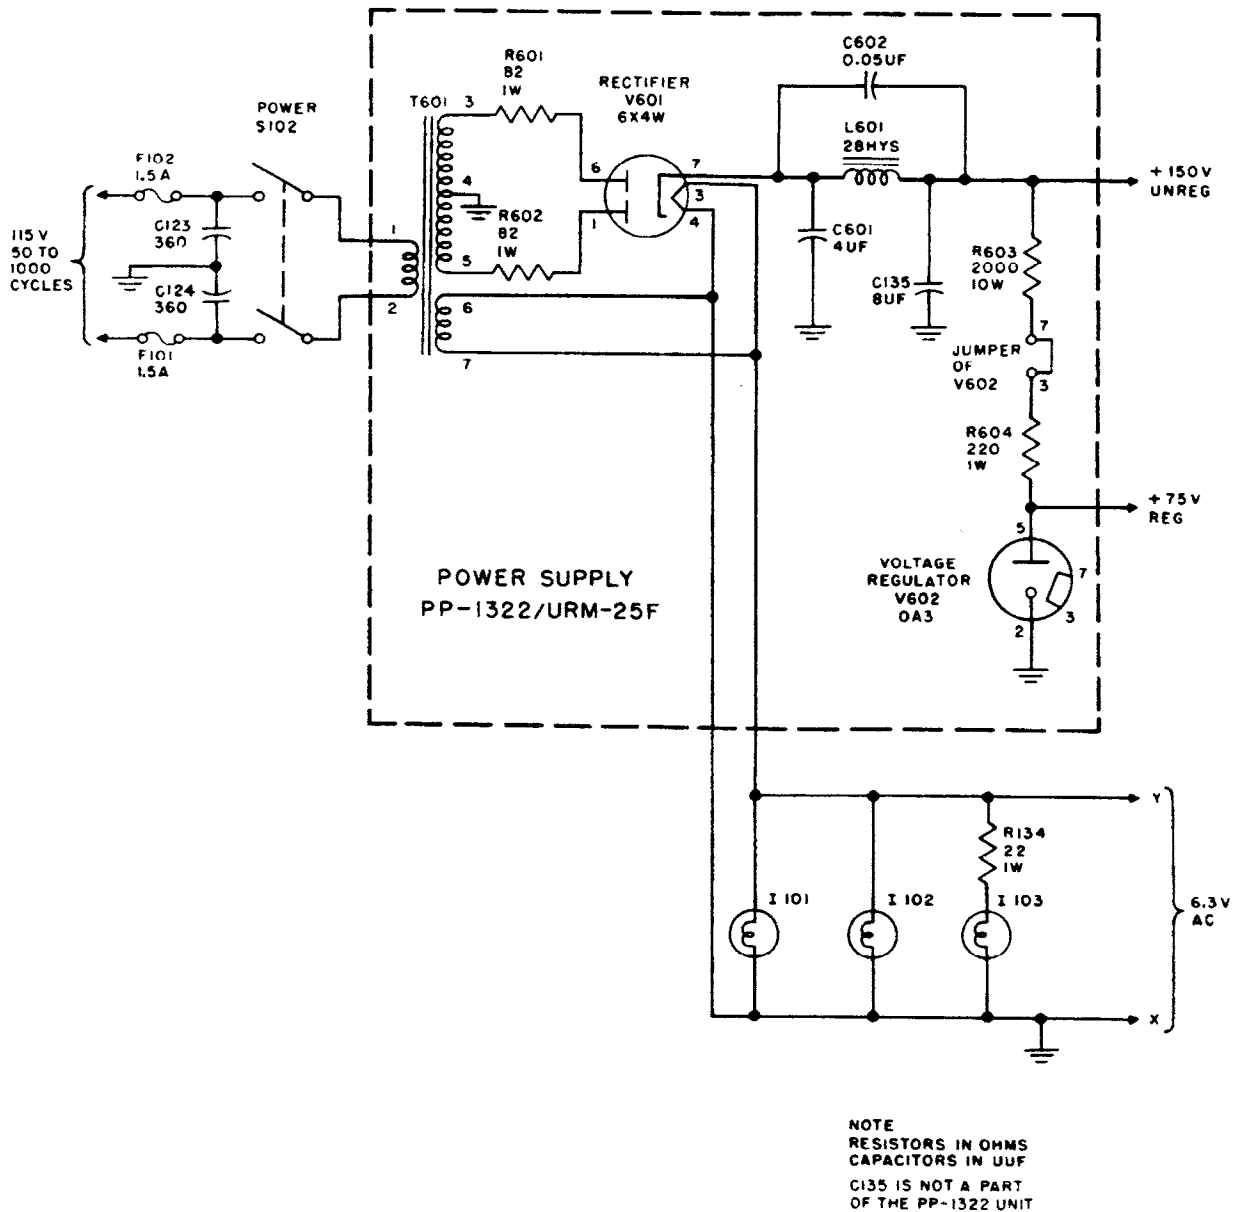 C602
0.05UF
R601
82
1W
RECTIFIER
V601
6X4W
T601
3
POWER
S102
L601
28HYS
F102
1.5A
6
7
4
3
+150V
UNREG
R602
82
1W
1
4
C123
360
115V
50 TO
1000
CYCLES
1
C601
4UF
R603
2000
10W
5
C124
360
C135
8UF
2
6
7
JUMPER
OF
V602
F101
1.5A
7
3
R604
220
1W
+75V
REG
5
VOLTAGE
REGULATOR
V602
OA3
7
3
2
POWER SUPPLY
PP-1322/URM-25F
Y
R134
22
1W
I 101
I 102
I 103
6.3V
AC
X
NOTE
RESISTORS IN OHMS
CAPACITORS IN UUF
C135 IS NOT A PART
OF THE PP-1322 UNIT